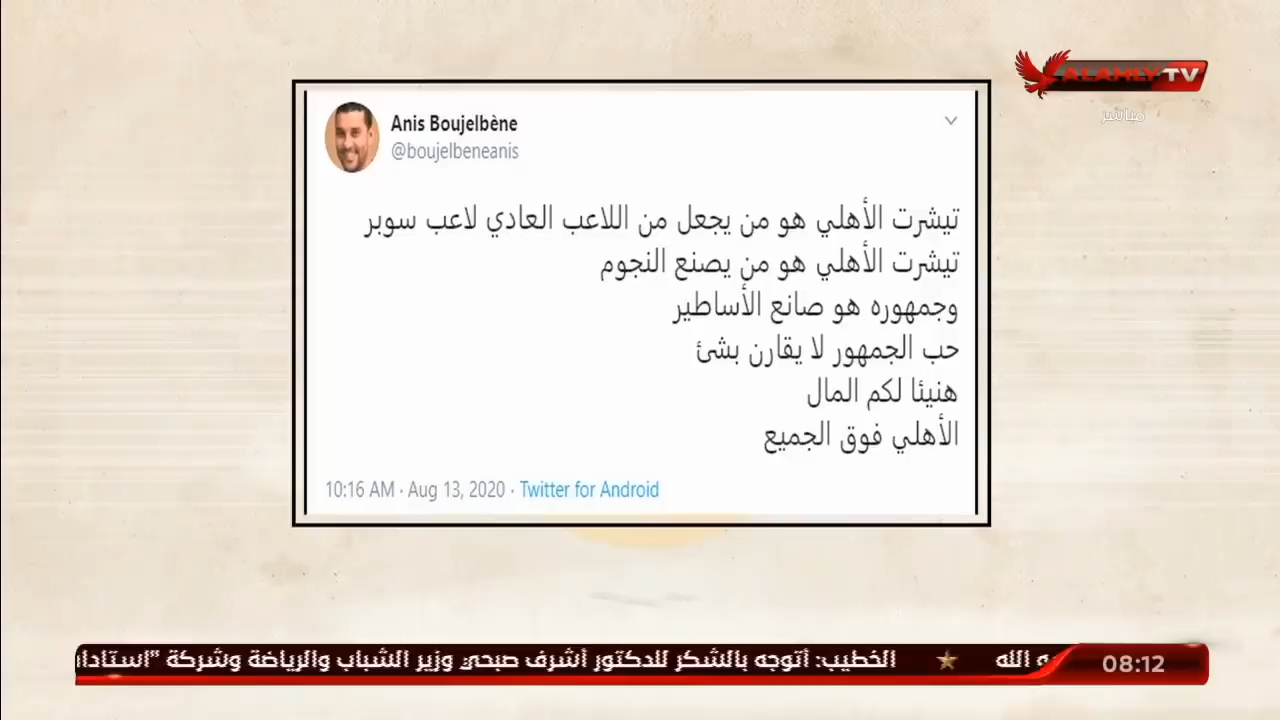 ALAHLY TV
مباشر
Anis Boujelbène
@boujelbeneanis
تيشرت الأهلي هو من يجعل من اللاعب العادي لاعب سوبر
تيشرت الأهلي هو من يصنع النجوم
وجمهوره هو صانع الأساطير
حب الجمهور لا يقارن بشئ
هنيئا لكم المال
الأهلي فوق الجميع
10:16 AM · Aug 13, 2020 · Twitter for Android
الله ★ الخطيب: أتوجه بالشكر للدكتور أشرف صبحي وزير الشباب والرياضة وشركة "استادا
08:12